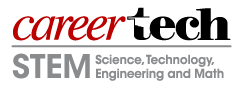 careertech
STEM Science, Technology,
Engineering and Math